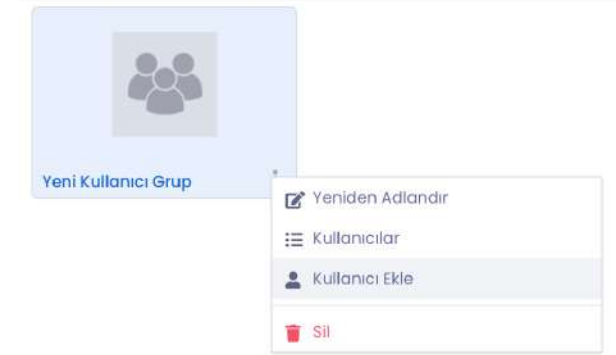 Yeni Kullanıcı Grup
Yeniden Adlandır
Kullanıcılar
Kullanıcı Ekle
Sil